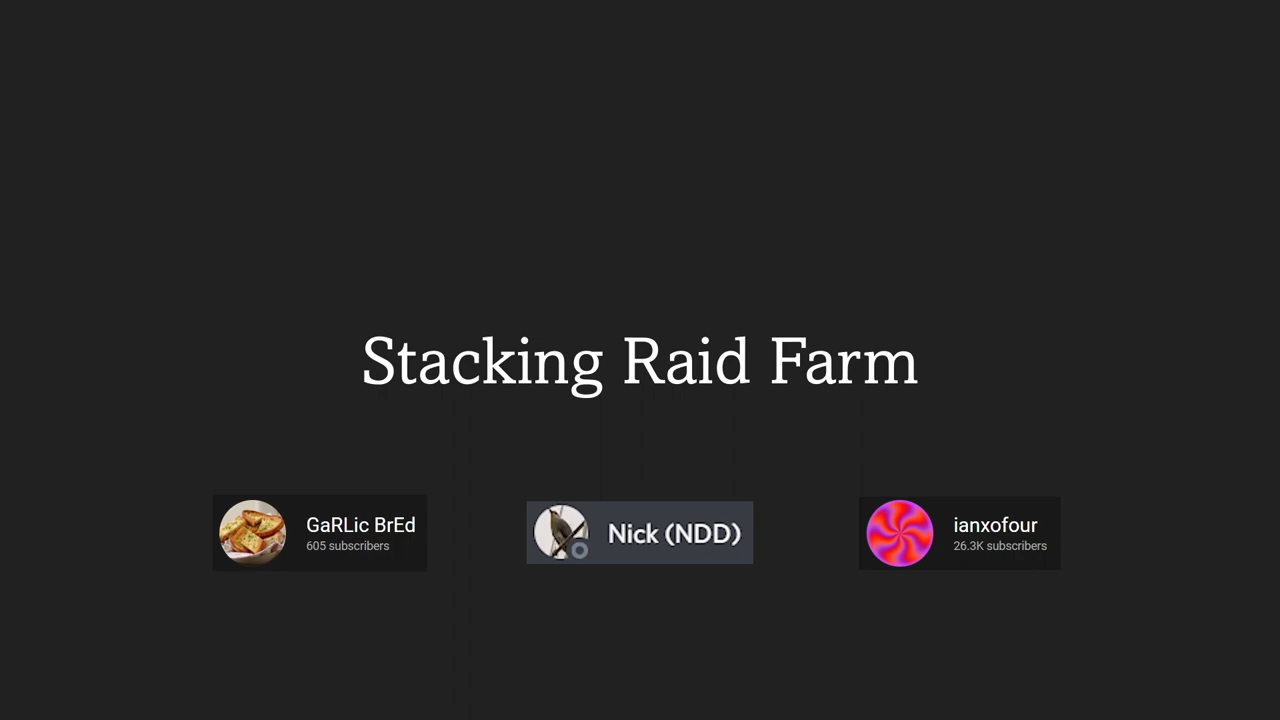 Stacking Raid Farm
GaRLic BrEd
605 subscribers
Nick (NDD)
ianxofour
26.3K subscribers